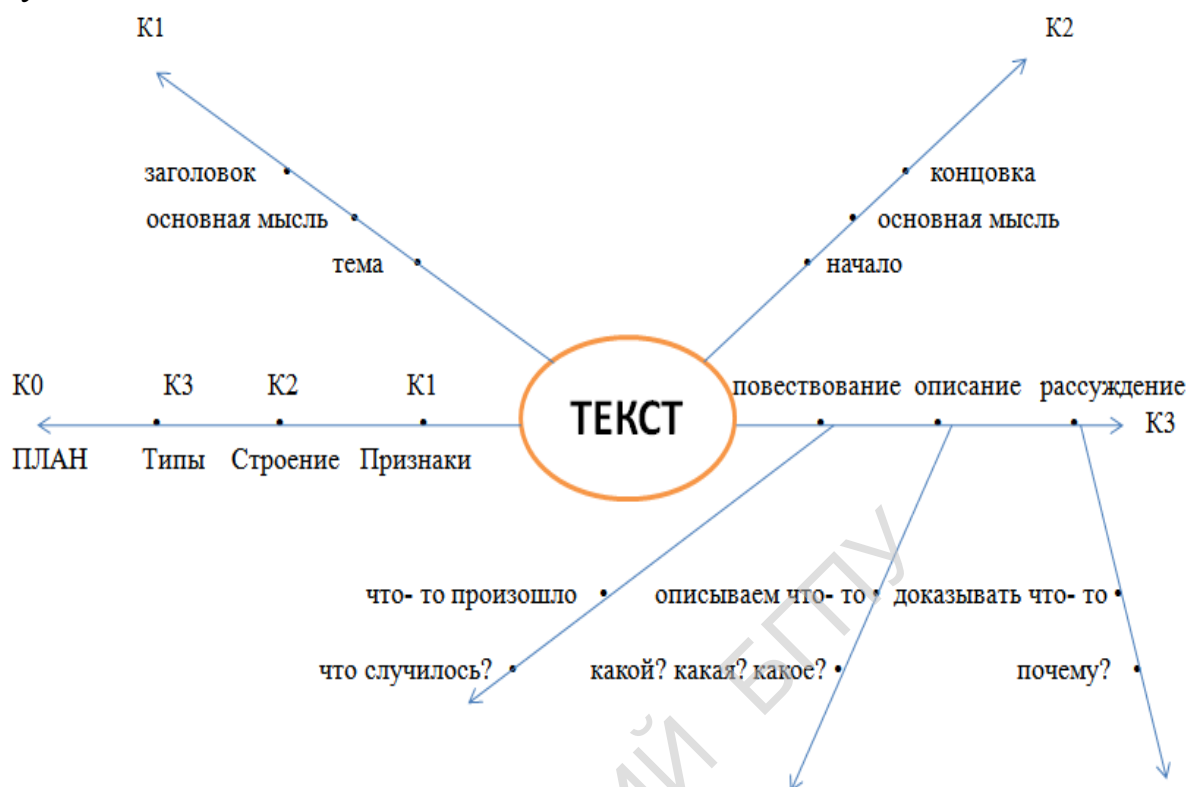 К1 К2
заголовок концовка
основная мысль основная мысль
тема начало
К0 К3 К2 К1 повествование описание рассуждение
ТЕКСТ
К3
ПЛАН Типы Строение Признаки
что- то произошло описываем что- то доказывать что- то
что случилось? какой? какая? какое? почему?
БГПУ